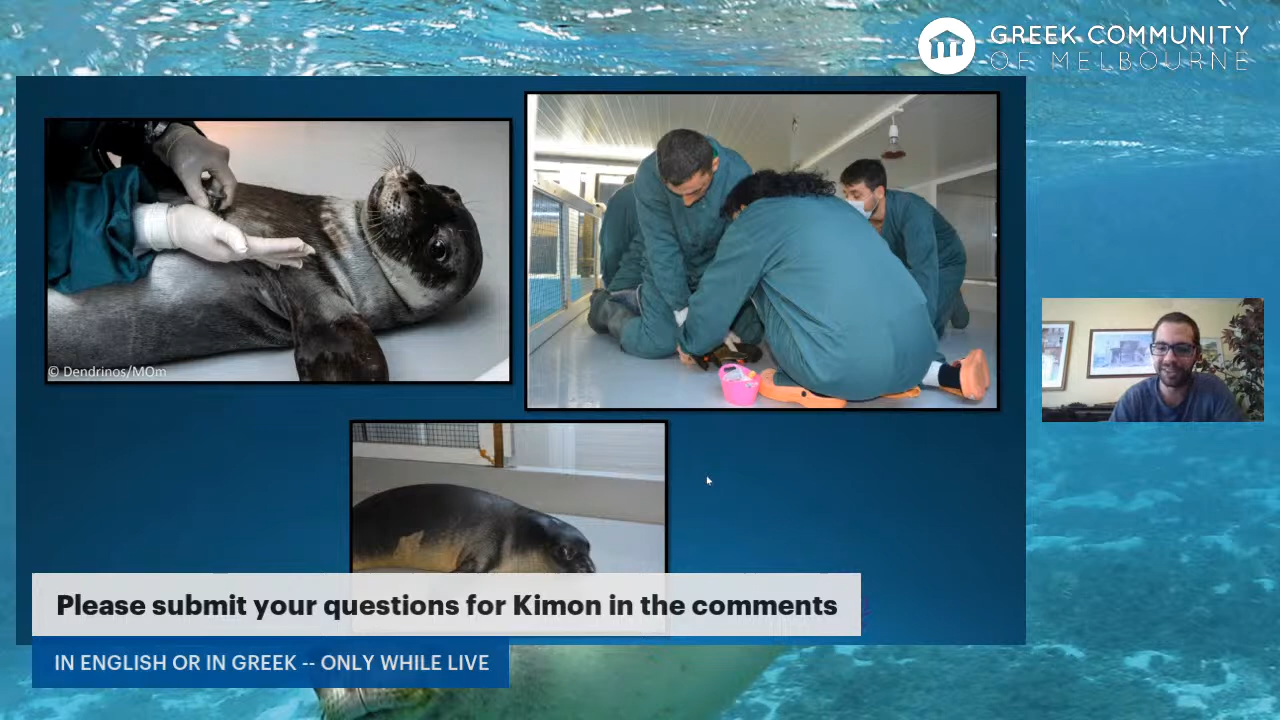 GREEK COMMUNITY
OF MELBOURNE
© Dendrinos/MOm
Please submit your questions for Kimon in the comments
IN ENGLISH OR IN GREEK -- ONLY WHILE LIVE